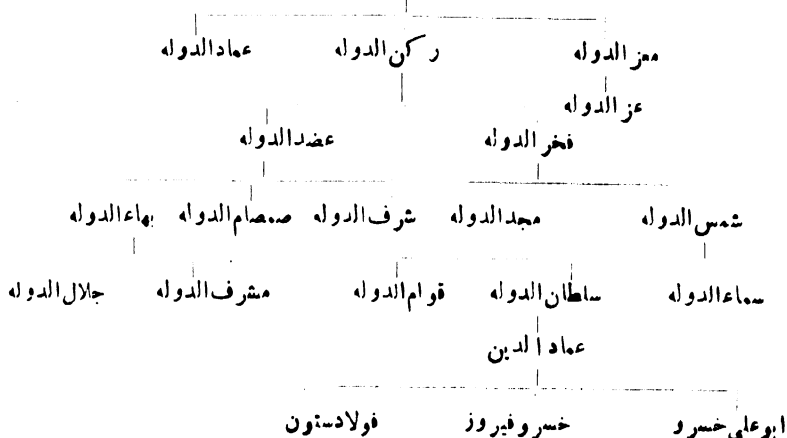 معزالدوله رکن‌الدوله عمادالدوله
عزالدوله
فخرالدوله عضدالدوله
شمس‌الدوله مجدالدوله شرف‌الدوله صمصام‌الدوله بهاءالدوله
سماءالدوله سلطان‌الدوله قوام‌الدوله مشرف‌الدوله جلال‌الدوله
عمادالدین
ابوعلی خسرو خسروفیروز فولادستون